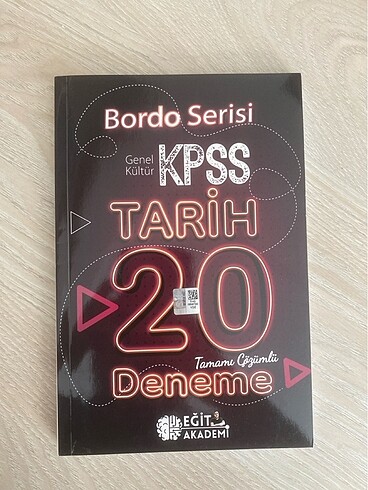 Bordo Serisi
Genel
Kültür
KPSS
TARİH
20
Tamamı Çözümlü
Deneme
EĞİT
AKADEMİ